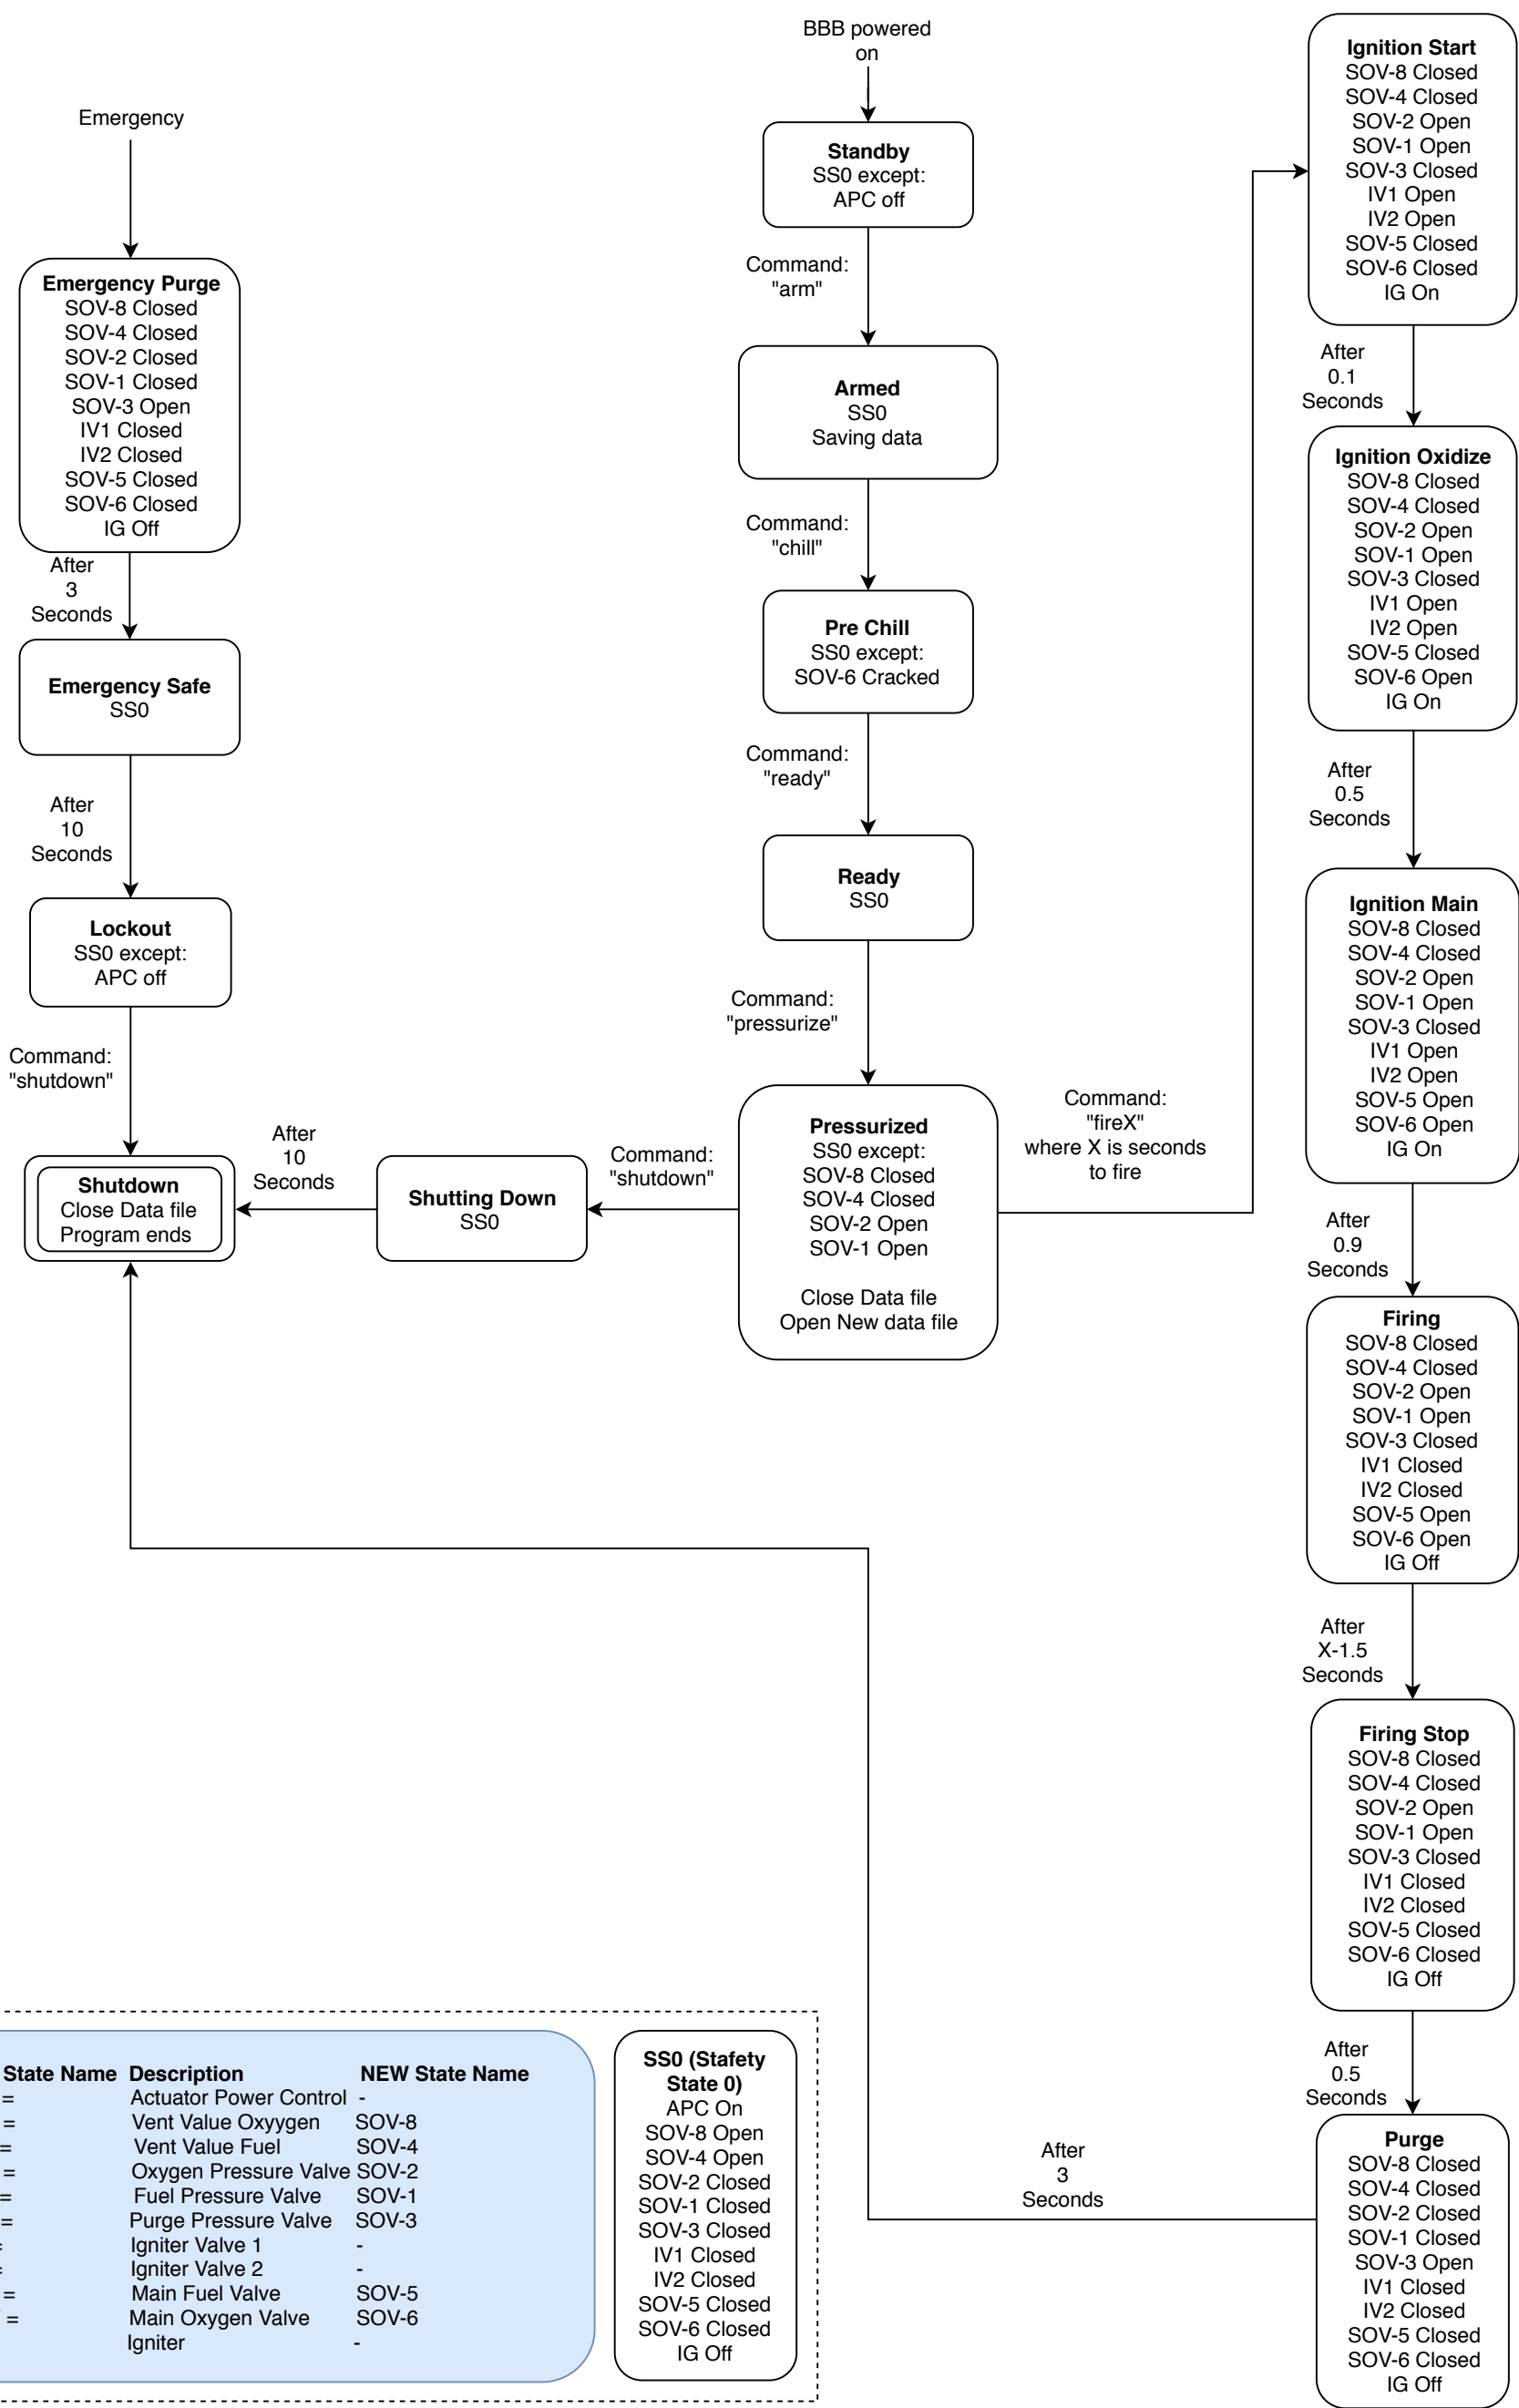 BBB powered
on
Standby
SS0 except:
APC off
Command:
"arm"
Armed
SS0
Saving data
Command:
"chill"
Pre Chill
SS0 except:
SOV-6 Cracked
Command:
"ready"
Ready
SS0
Command:
"pressurize"
Pressurized
SS0 except:
SOV-8 Closed
SOV-4 Closed
SOV-2 Open
SOV-1 Open
Close Data file
Open New data file
Command:
"shutdown"
Shutting Down
SS0
After
10
Seconds
Shutdown
Close Data file
Program ends
Emergency
Emergency Purge
SOV-8 Closed
SOV-4 Closed
SOV-2 Closed
SOV-1 Closed
SOV-3 Open
IV1 Closed
IV2 Closed
SOV-5 Closed
SOV-6 Closed
IG Off
After
3
Seconds
Emergency Safe
SS0
After
10
Seconds
Lockout
SS0 except:
APC off
Command:
"shutdown"
Command:
"fireX"
where X is seconds
to fire
Ignition Start
SOV-8 Closed
SOV-4 Closed
SOV-2 Open
SOV-1 Open
SOV-3 Closed
IV1 Open
IV2 Open
SOV-5 Closed
SOV-6 Closed
IG On
After
0.1
Seconds
Ignition Oxidize
SOV-8 Closed
SOV-4 Closed
SOV-2 Open
SOV-1 Open
SOV-3 Closed
IV1 Open
IV2 Open
SOV-5 Closed
SOV-6 Open
IG On
After
0.5
Seconds
Ignition Main
SOV-8 Closed
SOV-4 Closed
SOV-2 Open
SOV-1 Open
SOV-3 Closed
IV1 Open
IV2 Open
SOV-5 Open
SOV-6 Open
IG On
After
0.9
Seconds
Firing
SOV-8 Closed
SOV-4 Closed
SOV-2 Open
SOV-1 Open
SOV-3 Closed
IV1 Closed
IV2 Closed
SOV-5 Open
SOV-6 Open
IG Off
After
X-1.5
Seconds
Firing Stop
SOV-8 Closed
SOV-4 Closed
SOV-2 Open
SOV-1 Open
SOV-3 Closed
IV1 Closed
IV2 Closed
SOV-5 Closed
SOV-6 Closed
IG Off
After
0.5
Seconds
Purge
SOV-8 Closed
SOV-4 Closed
SOV-2 Closed
SOV-1 Closed
SOV-3 Open
IV1 Closed
IV2 Closed
SOV-5 Closed
SOV-6 Closed
IG Off
After
3
Seconds
State Name Description NEW State Name
= Actuator Power Control -
= Vent Value Oxyygen SOV-8
= Vent Value Fuel SOV-4
= Oxygen Pressure Valve SOV-2
= Fuel Pressure Valve SOV-1
= Purge Pressure Valve SOV-3
= Igniter Valve 1 -
= Igniter Valve 2 -
= Main Fuel Valve SOV-5
= Main Oxygen Valve SOV-6
Igniter -
SS0 (Stafety
State 0)
APC On
SOV-8 Open
SOV-4 Open
SOV-2 Closed
SOV-1 Closed
SOV-3 Closed
IV1 Closed
IV2 Closed
SOV-5 Closed
SOV-6 Closed
IG Off